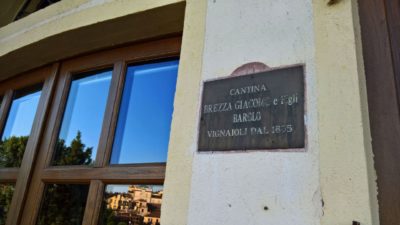 CANTINA
BREZZA GIACOMO e Figli
BAROLO
VIGNAIOLI DAL 1885